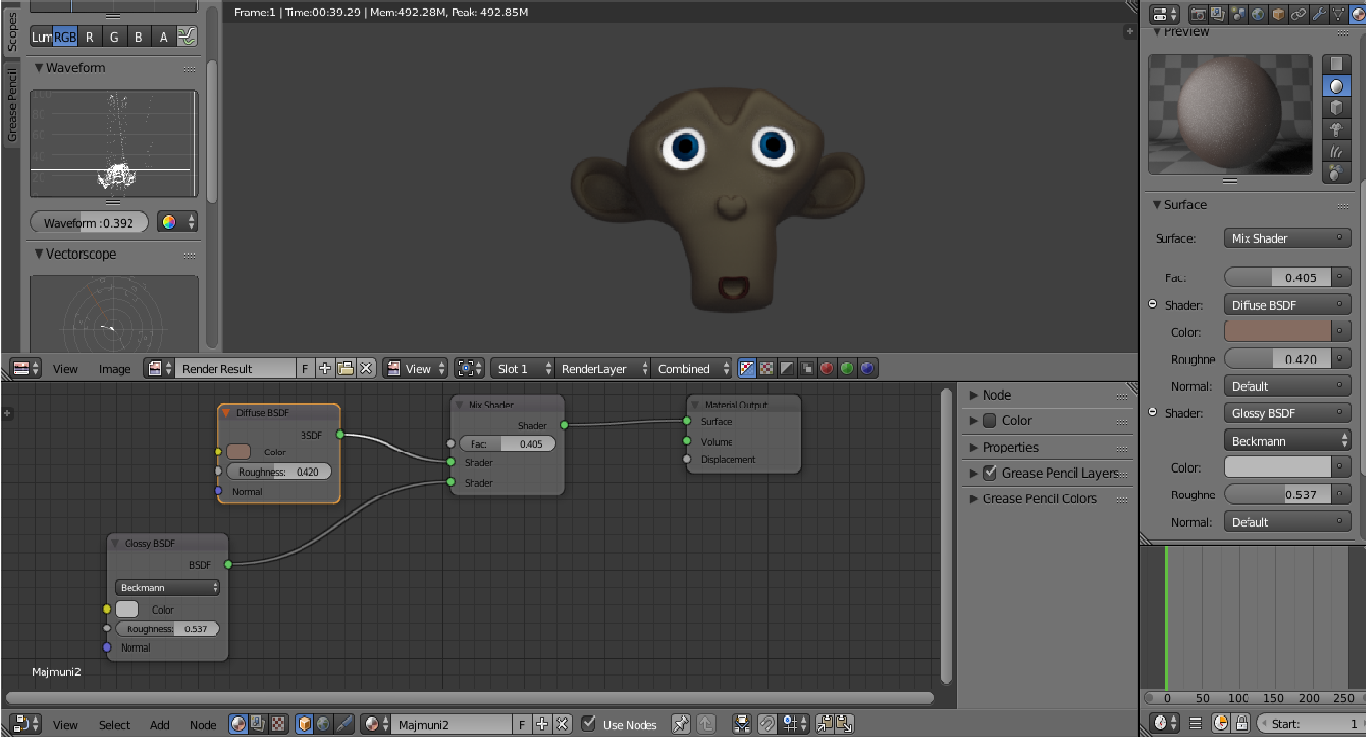 Scopes
Grease Pencil
Lum RGB R G B A
Waveform
80
40
20
Waveform :0.392
Vectorscope
Frame:1 | Time:00:39.29 | Mem:492.28M, Peak: 492.85M
View Image Render Result F View Slot 1 RenderLayer Combined
Diffuse BSDF
BSDF
Color
Roughness: 0.420
Normal
Mix Shader
Shader
Fac: 0.405
Shader
Shader
Material Output
Surface
Volume
Displacement
Glossy BSDF
BSDF
Beckmann
Color
Roughness: 0.537
Normal
Majmuni2
Node
Color
Properties
Grease Pencil Layers
Grease Pencil Colors
View Select Add Node Majmuni2 F Use Nodes
Preview
Surface
Surface: Mix Shader
Fac: 0.405
Shader: Diffuse BSDF
Color:
Roughne 0.420
Normal: Default
Shader: Glossy BSDF
Beckmann
Color:
Roughne 0.537
Normal: Default
0 50 100 150 200 250
Start: 1